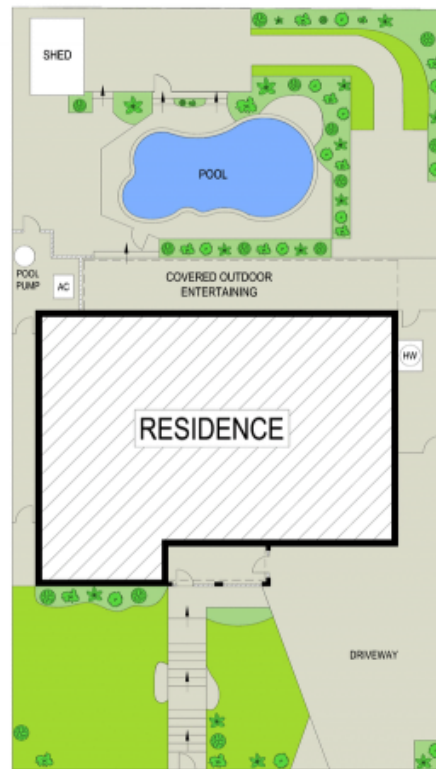 SHED
POOL
POOL
PUMP
AC
COVERED OUTDOOR
ENTERTAINING
HW
RESIDENCE
DRIVEWAY